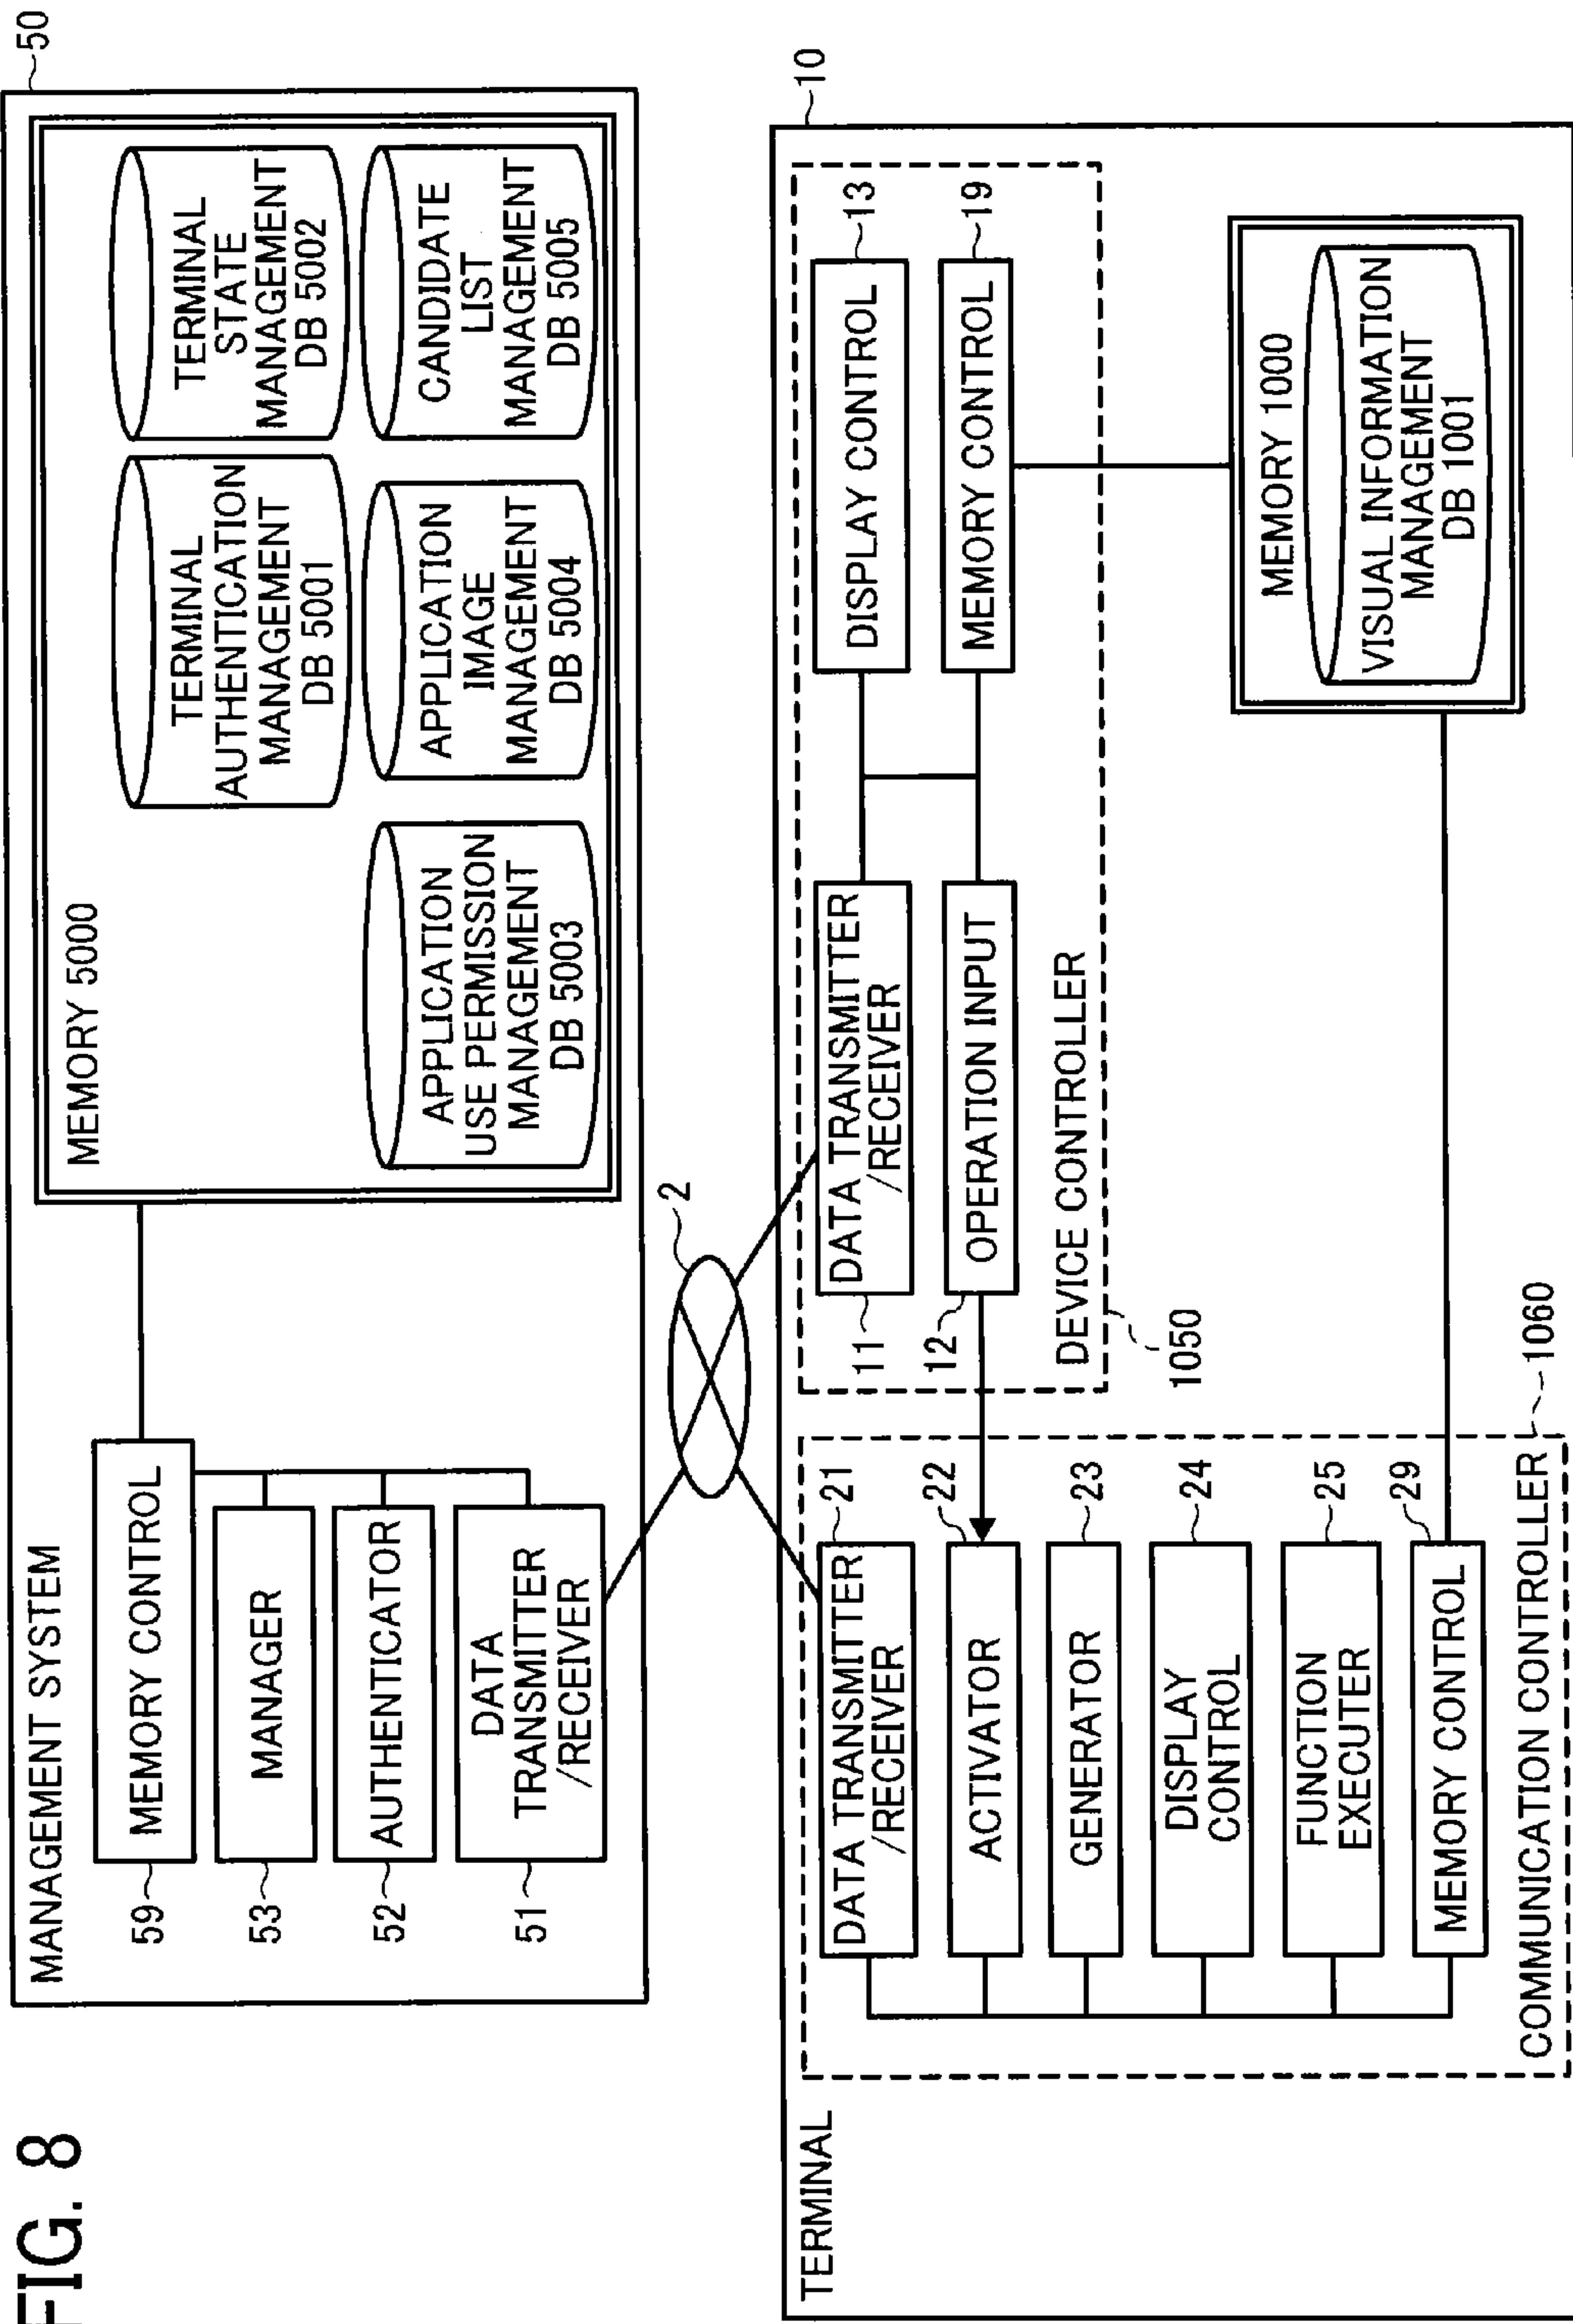 FIG. 8
MANAGEMENT SYSTEM
50
59
MEMORY CONTROL
53
MANAGER
52
AUTHENTICATOR
51
DATA
TRANSMITTER
/RECEIVER
MEMORY 5000
TERMINAL
AUTHENTICATION
MANAGEMENT
DB 5001
TERMINAL
STATE
MANAGEMENT
DB 5002
APPLICATION
USE PERMISSION
MANAGEMENT
DB 5003
APPLICATION
IMAGE
MANAGEMENT
DB 5004
CANDIDATE
LIST
MANAGEMENT
DB 5005
2
TERMINAL
10
DATA TRANSMITTER
/RECEIVER
21
ACTIVATOR
22
GENERATOR
23
DISPLAY
CONTROL
24
FUNCTION
EXECUTER
25
MEMORY CONTROL
29
COMMUNICATION CONTROLLER
1060
11
DATA TRANSMITTER
/RECEIVER
12
OPERATION INPUT
DISPLAY CONTROL
13
MEMORY CONTROL
19
DEVICE CONTROLLER
1050
MEMORY 1000
VISUAL INFORMATION
MANAGEMENT
DB 1001